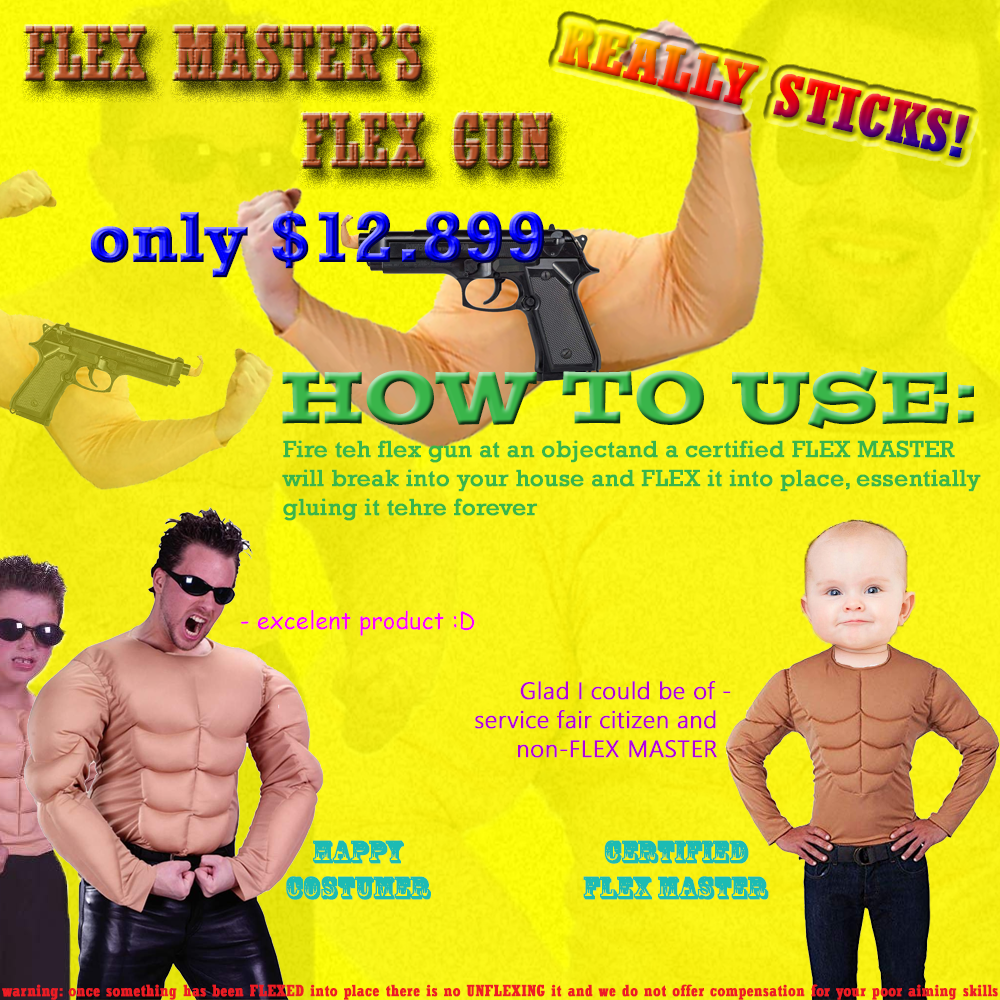 FLEX MASTER'S
FLEX GUN
REALLY STICKS!
only $12.899
HOW TO USE:
Fire teh flex gun at an objectand a certified FLEX MASTER
will break into your house and FLEX it into place, essentially
gluing it tehre forever
- excelent product :D
Glad I could be of -
service fair citizen and
non-FLEX MASTER
HAPPY
COSTUMER
CERTIFIED
FLEX MASTER
warning: once something has been FLEXED into place there is no UNFLEXING it and we do not offer compensation for your poor aiming skills